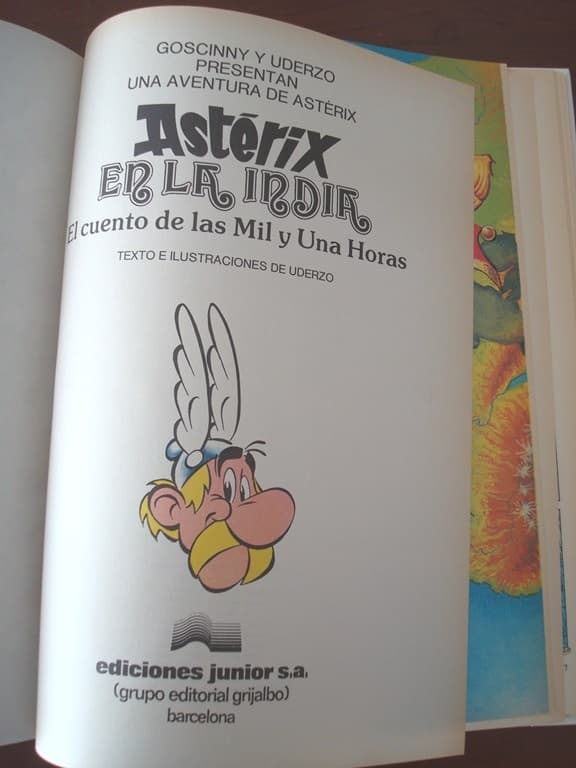 GOSCINNY Y UDERZO
PRESENTAN
UNA AVENTURA DE ASTÉRIX
Astérix
EN LA INDIA
El cuento de las Mil y Una Horas
TEXTO E ILUSTRACIONES DE UDERZO
ediciones junior s.a.
(grupo editorial grijalbo)
barcelona